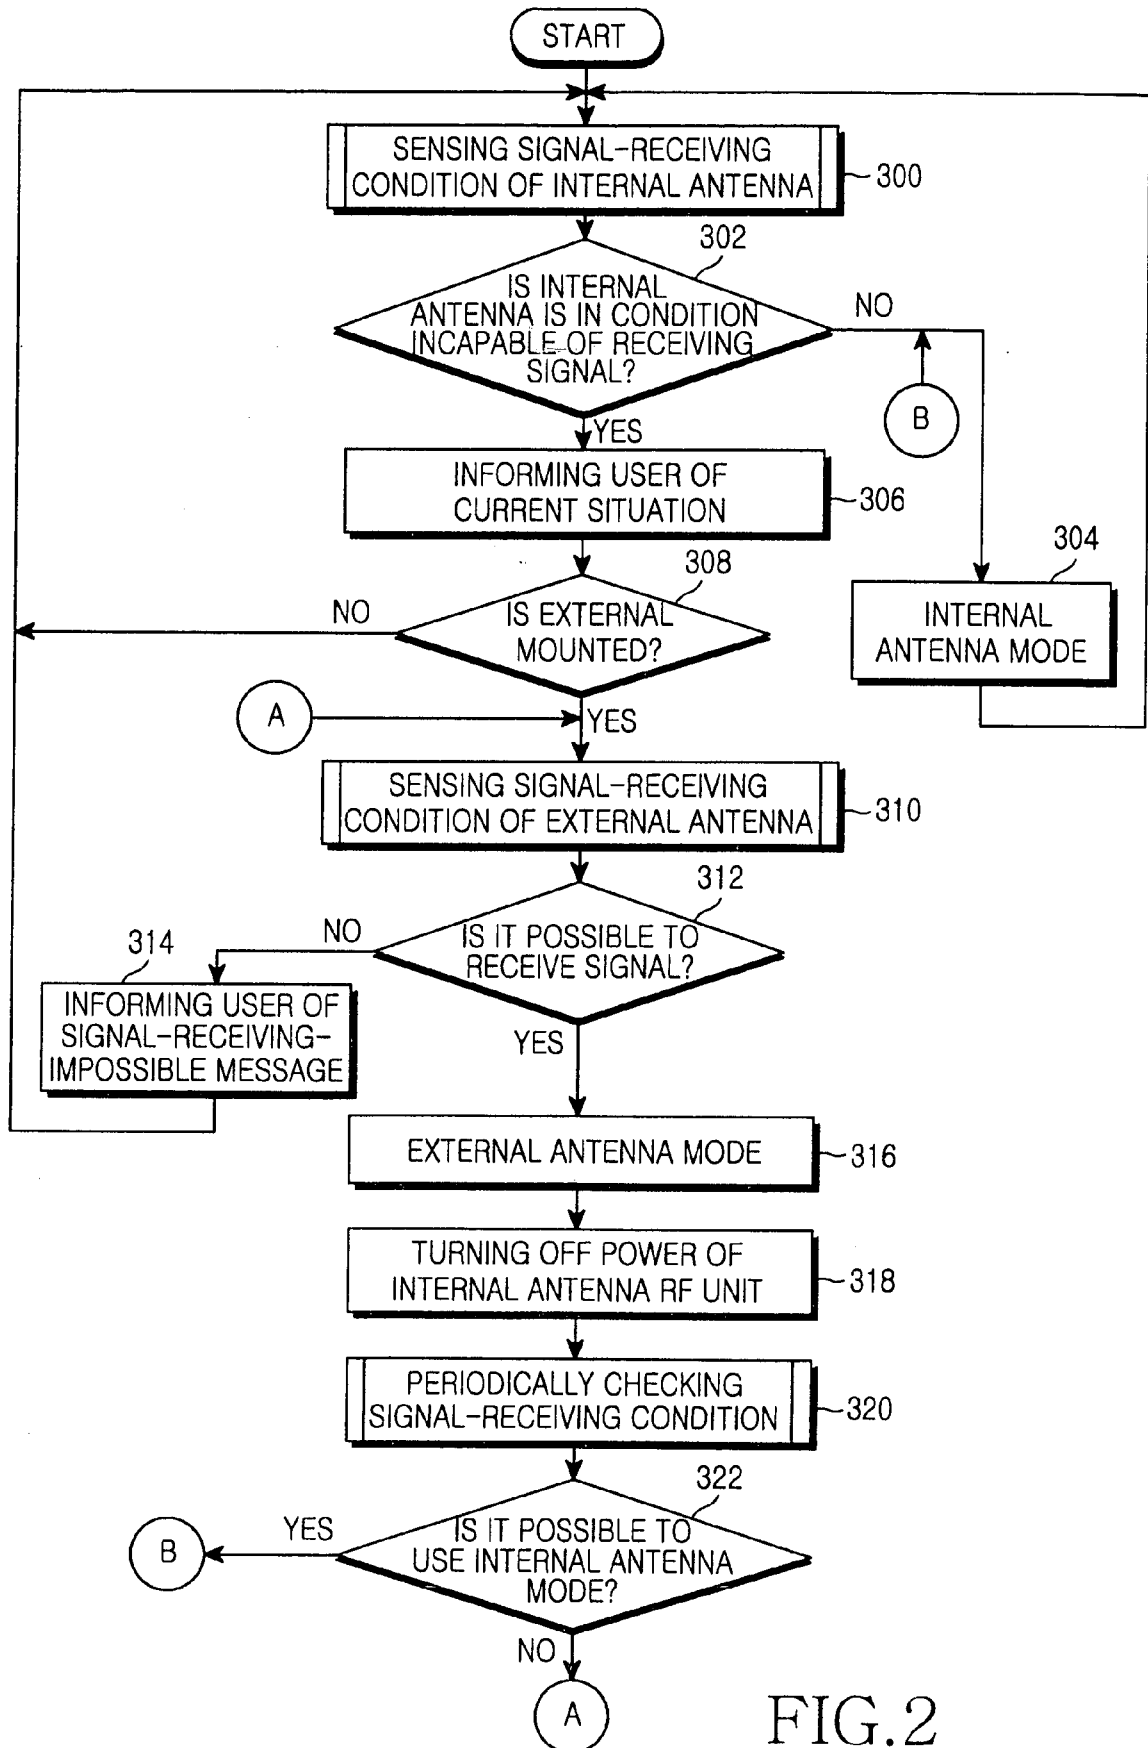 START
SENSING SIGNAL-RECEIVING
CONDITION OF INTERNAL ANTENNA
300
302
IS INTERNAL
ANTENNA IS IN CONDITION
INCAPABLE OF RECEIVING
SIGNAL?
NO
B
YES
INFORMING USER OF
CURRENT SITUATION
306
304
INTERNAL
ANTENNA MODE
308
IS EXTERNAL
MOUNTED?
NO
A
YES
SENSING SIGNAL-RECEIVING
CONDITION OF EXTERNAL ANTENNA
310
312
IS IT POSSIBLE TO
RECEIVE SIGNAL?
NO
314
INFORMING USER OF
SIGNAL-RECEIVING-
IMPOSSIBLE MESSAGE
YES
EXTERNAL ANTENNA MODE
316
TURNING OFF POWER OF
INTERNAL ANTENNA RF UNIT
318
PERIODICALLY CHECKING
SIGNAL-RECEIVING CONDITION
320
322
IS IT POSSIBLE TO
USE INTERNAL ANTENNA
MODE?
YES
B
NO
A
FIG.2